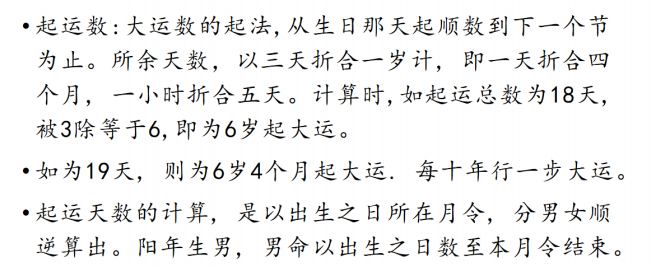 •起运数:大运数的起法,从生日那天起顺数到下一个节
为止。所余天数，以三天折合一岁计，即一天折合四
个月，一小时折合五天。计算时,如起运总数为18天,
被3除等于6,即为6岁起大运。
•如为19天，则为6岁4个月起大运．每十年行一步大运。
•起运天数的计算，是以出生之日所在月令，分男女顺
逆算出。阳年生男，男命以出生之日数至本月令结束。